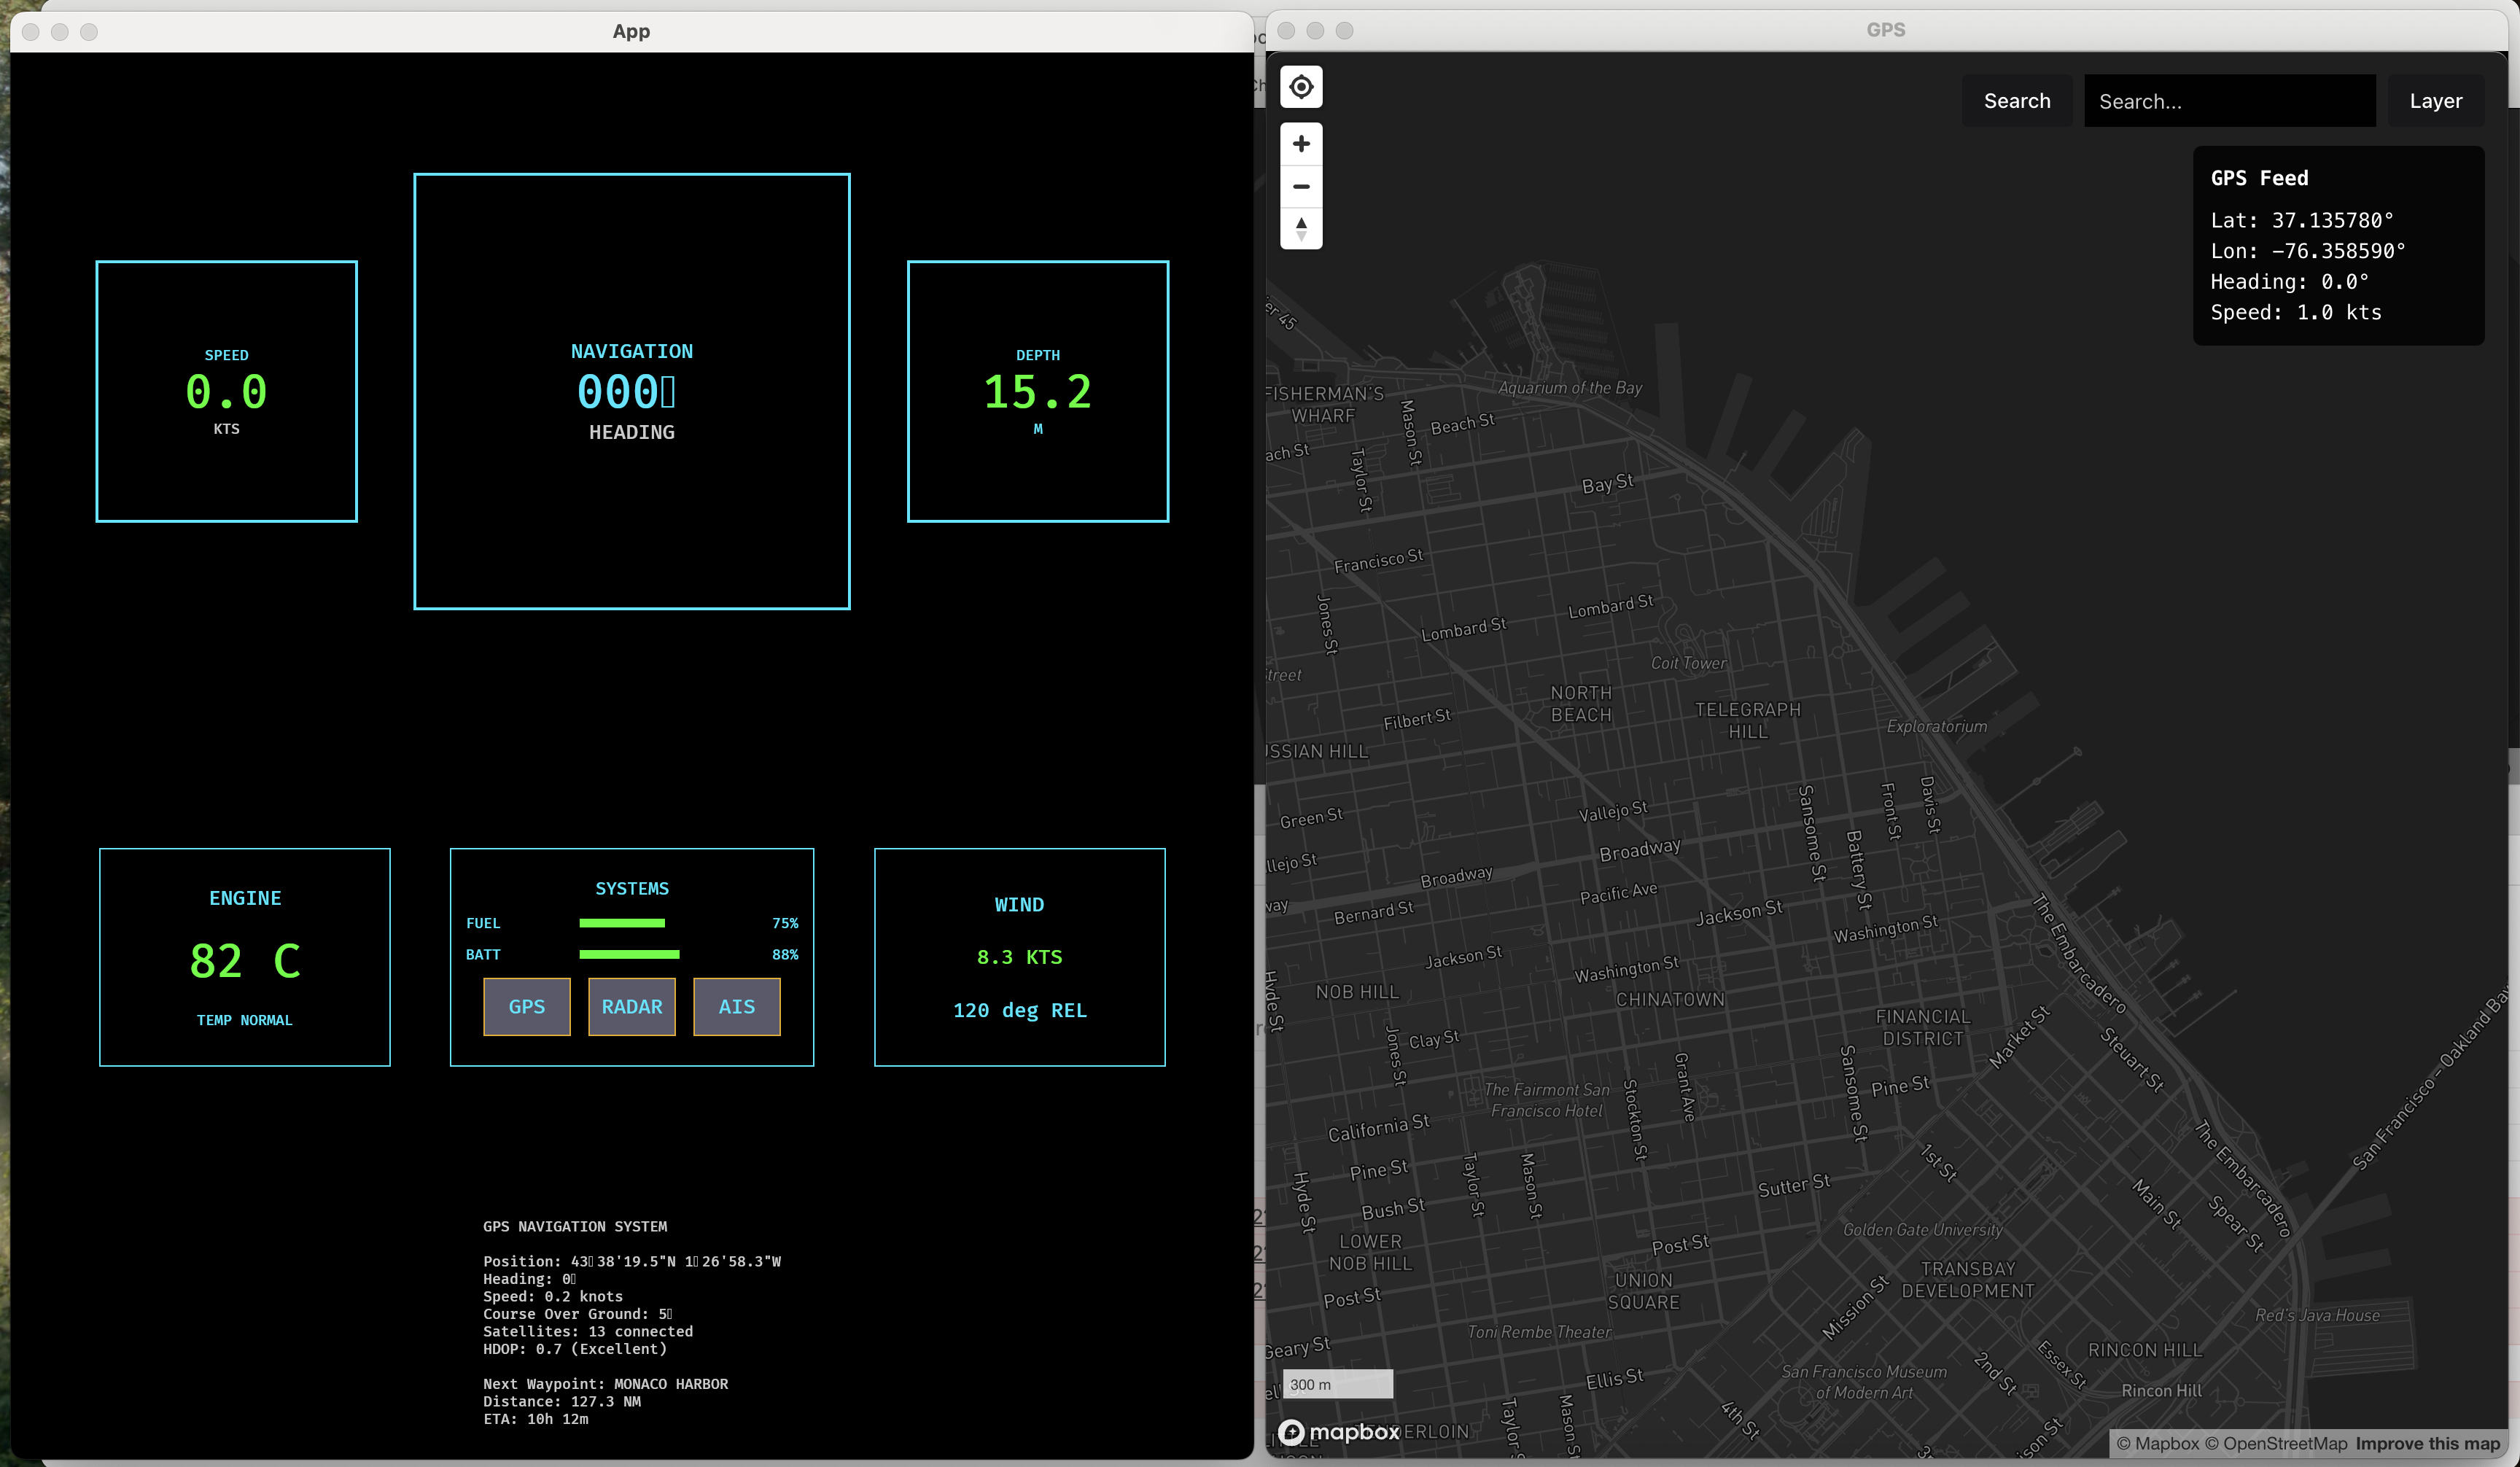 App
SPEED
0.0
KTS
NAVIGATION
000
HEADING
DEPTH
15.2
M
ENGINE
82 C
TEMP NORMAL
SYSTEMS
FUEL 75%
BATT 88%
GPS RADAR AIS
WIND
8.3 KTS
120 deg REL
GPS NAVIGATION SYSTEM
Position: 43▯38'19.5"N 1▯26'58.3"W
Heading: 0▯
Speed: 0.2 knots
Course Over Ground: 5▯
Satellites: 13 connected
HDOP: 0.7 (Excellent)
Next Waypoint: MONACO HARBOR
Distance: 127.3 NM
ETA: 10h 12m
GPS
Search
Search...
Layer
GPS Feed
Lat: 37.135780°
Lon: -76.358590°
Heading: 0.0°
Speed: 1.0 kts
FISHERMAN'S
WHARF
Aquarium of the Bay
Mason St
Beach St
Taylor St
Bay St
Francisco St
Jones St
Lombard St
Lombard St
Coit Tower
NORTH
BEACH
TELEGRAPH
HILL
Filbert St
Exploratorium
Green St
Vallejo St
Sansome St
Front St
Davis St
Broadway
Battery St
Broadway
Pacific Ave
Bernard St
Jackson St
Washington St
The Embarcadero
Jackson St
Washington St
Hyde St
NOB HILL
CHINATOWN
FINANCIAL
DISTRICT
Market St
Jones St
Clay St
Steuart St
San Francisco – Oakland Bay
The Fairmont San
Francisco Hotel
Stockton St
Grant Ave
Sansome St
Pine St
California St
The Embarcadero
Pine St
Taylor St
Mason St
1st St
Hyde St
Bush St
Sutter St
Main St
Spear St
Golden Gate University
LOWER
NOB HILL
Post St
UNION
SQUARE
TRANSBAY
DEVELOPMENT
Post St
Mission St
Red's Java House
Toni Rembe Theater
Geary St
RINCON HILL
Essex St
2nd St
San Francisco Museum
of Modern Art
Ellis St
Rincon Hill
300 m
Taylor S
Mason St
4th St
mapbox
© Mapbox © OpenStreetMap Improve this map